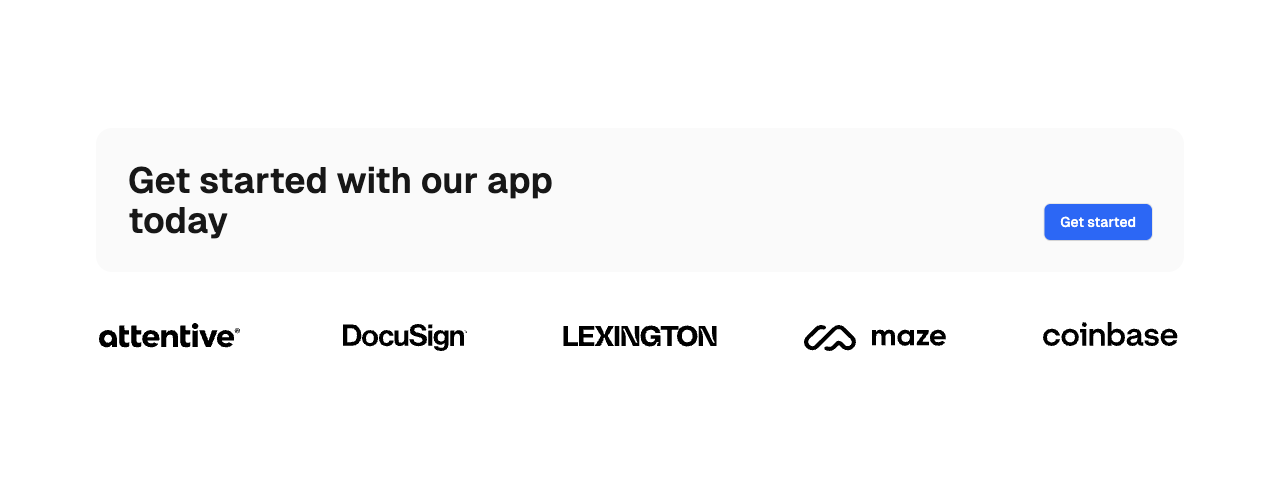 Get started with our app
today
Get started
attentive®
DocuSign
LEXINGTON
maze
coinbase